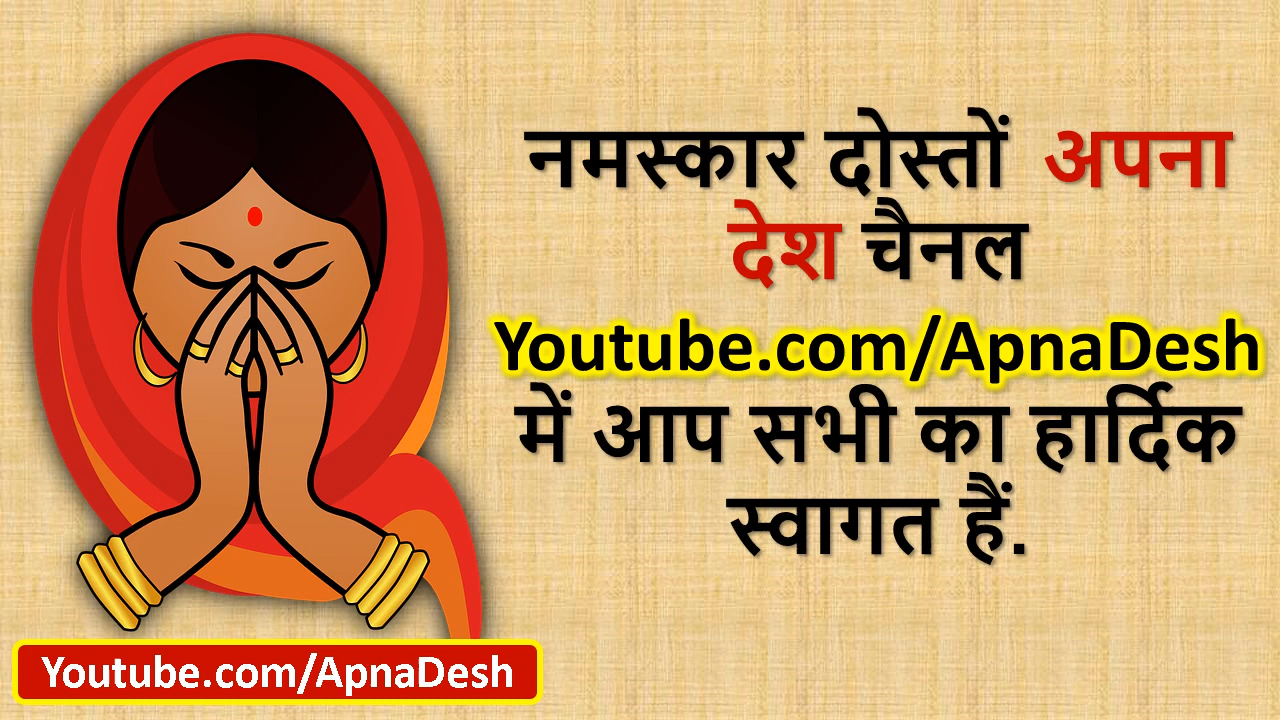 नमस्कार दोस्तों अपना
देश चैनल
Youtube.com/ApnaDesh
में आप सभी का हार्दिक
स्वागत हैं.
Youtube.com/ApnaDesh